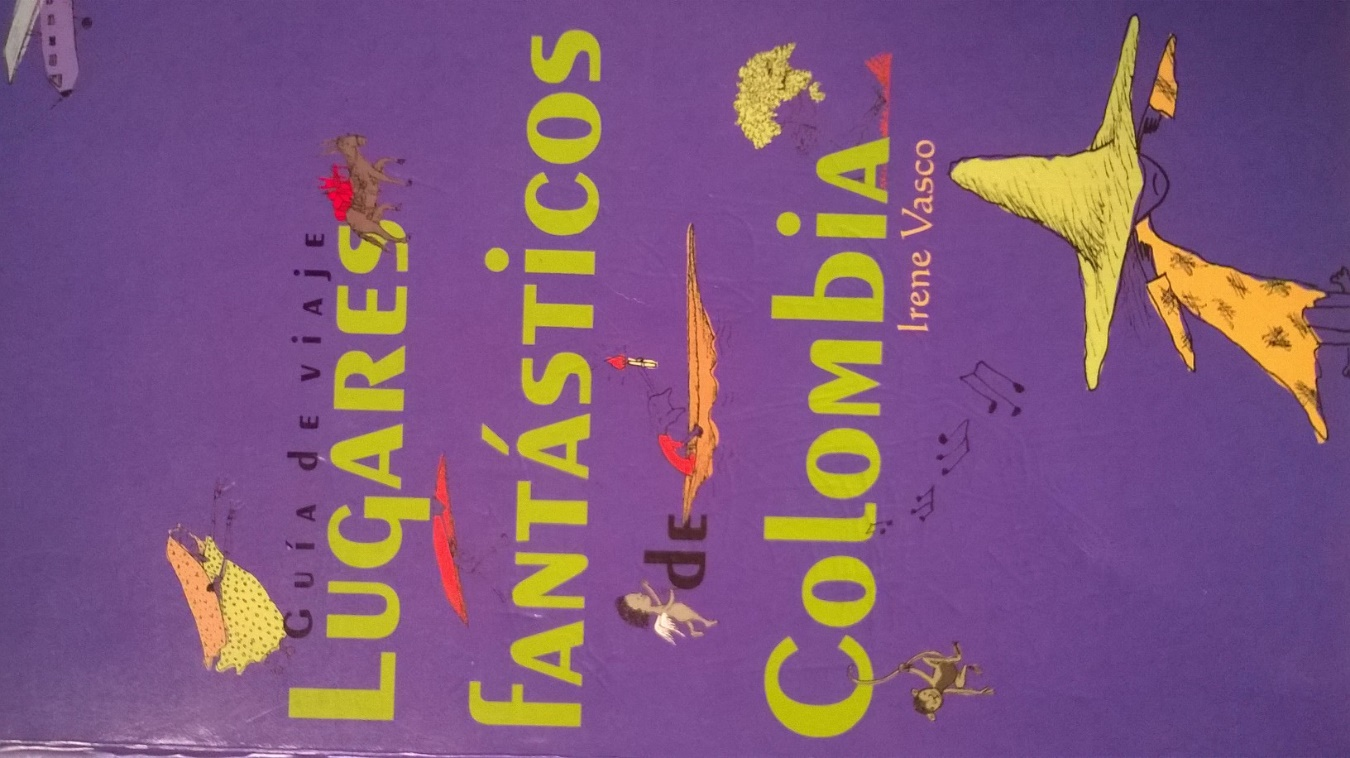 GUÍA dE ViAjE
LUGARES
fANTÁSTiCOS
dE
ColoMbiA
Irene Vasco